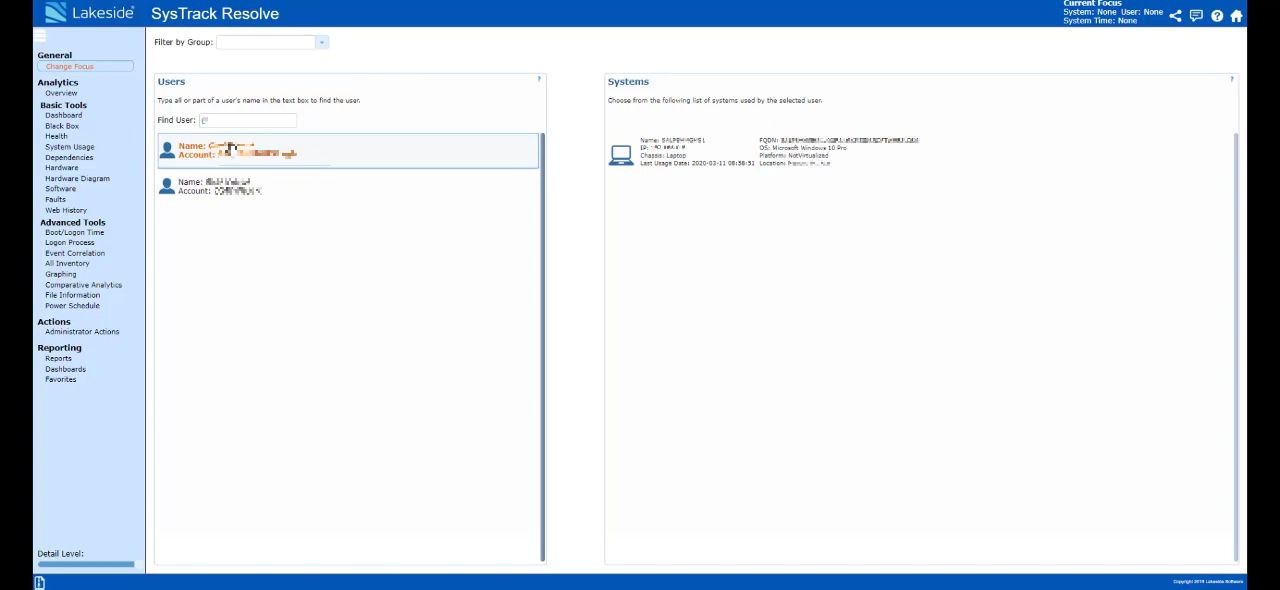 Lakeside® SysTrack Resolve
Current Focus
System: None User: None
System Time: None
Filter by Group:
General
Change Focus
Analytics
Overview
Basic Tools
Dashboard
Black Box
Health
System Usage
Dependencies
Hardware
Hardware Diagram
Software
Faults
Web History
Advanced Tools
Boot/Logon Time
Logon Process
Event Correlation
All Inventory
Graphing
Comparative Analytics
File Information
Power Schedule
Actions
Administrator Actions
Reporting
Reports
Dashboards
Favorites
Detail Level:
Users
?
Type all or part of a user's name in the text box to find the user.
Find User:
Name:
Account:
Name:
Account:
Systems
?
Choose from the following list of systems used by the selected user.
Name:
IP:
Chassis: Laptop
Last Usage Date: 2020-03-11 08:58:51
FQDN:
OS: Microsoft Windows 10 Pro
Platform: NotVirtualized
Location:
Copyright 2019 Lakeside Software